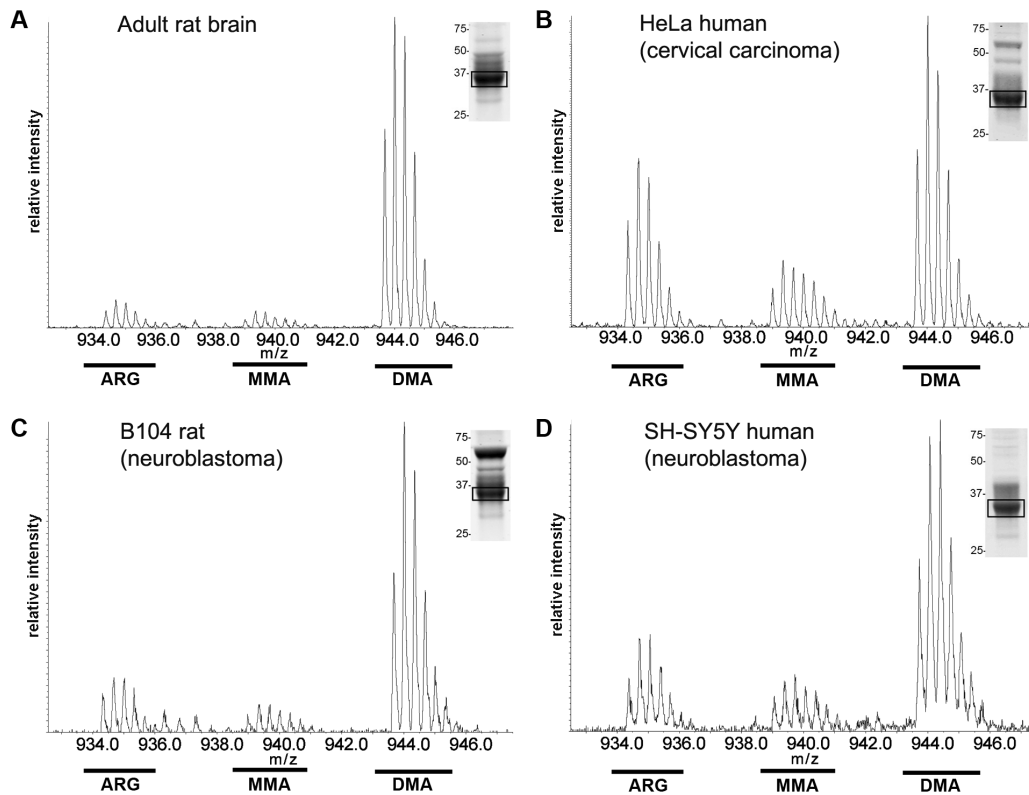 A
Adult rat brain
75-
50-
37-
25-
relative intensity
934.0 936.0 938.0 940.0 942.0 944.0 946.0
m/z
ARG MMA DMA
B
HeLa human
(cervical carcinoma)
75-
50-
37-
25-
relative intensity
934.0 936.0 938.0 940.0 942.0 944.0 946.0
m/z
ARG MMA DMA
C
B104 rat
(neuroblastoma)
75-
50-
37-
25-
relative intensity
934.0 936.0 938.0 940.0 942.0 944.0 946.0
m/z
ARG MMA DMA
D
SH-SY5Y human
(neuroblastoma)
75-
50-
37-
25-
relative intensity
934.0 936.0 938.0 940.0 942.0 944.0 946.0
m/z
ARG MMA DMA